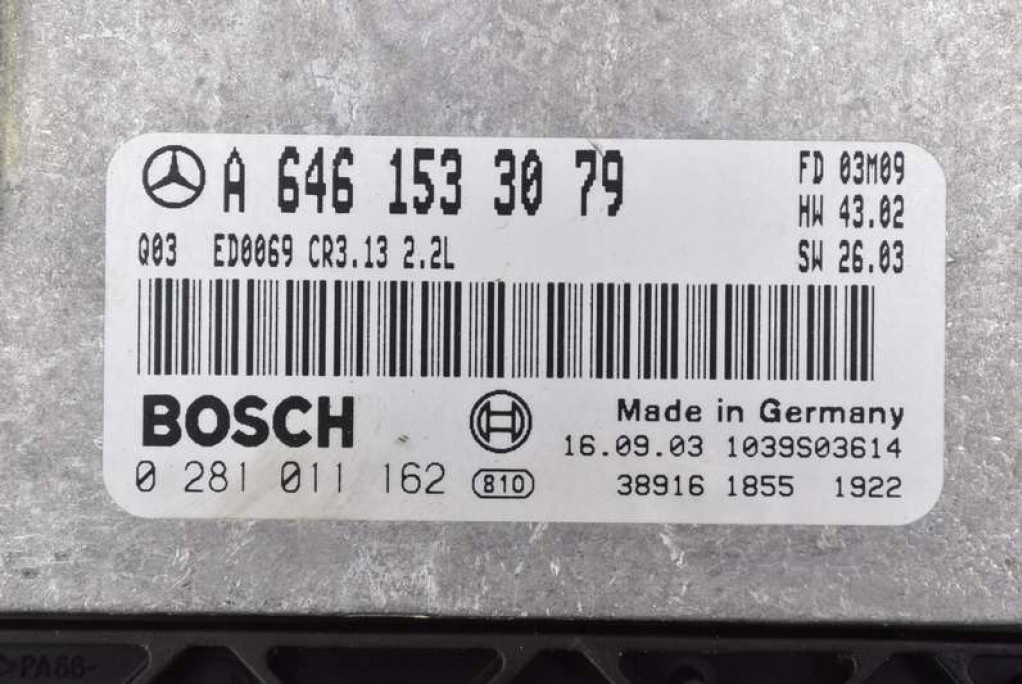 A 646 153 30 79
FD 03M09
HW 43.02
Q03 ED0069 CR3.13 2.2L
SW 26.03
BOSCH
Made in Germany
16.09.03 1039S03614
0 281 011 162 810
38916 1855 1922
>PA66-